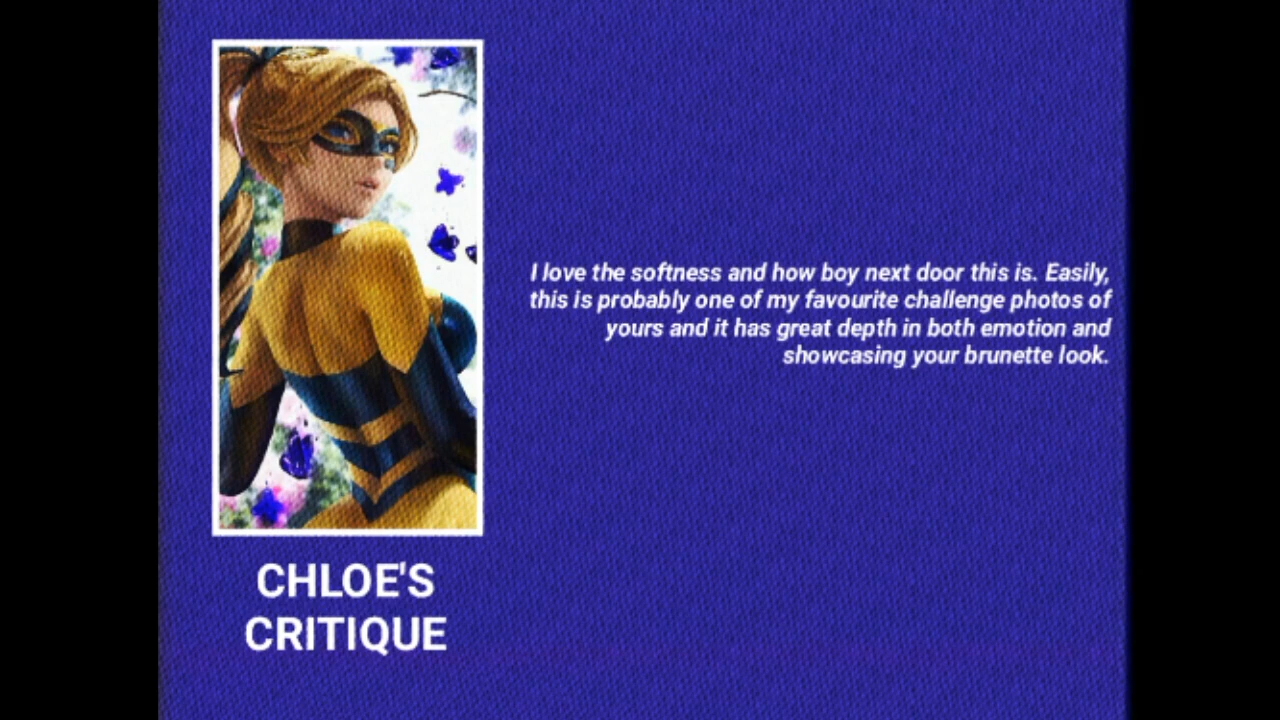 I love the softness and how boy next door this is. Easily,
this is probably one of my favourite challenge photos of
yours and it has great depth in both emotion and
showcasing your brunette look.
CHLOE'S
CRITIQUE